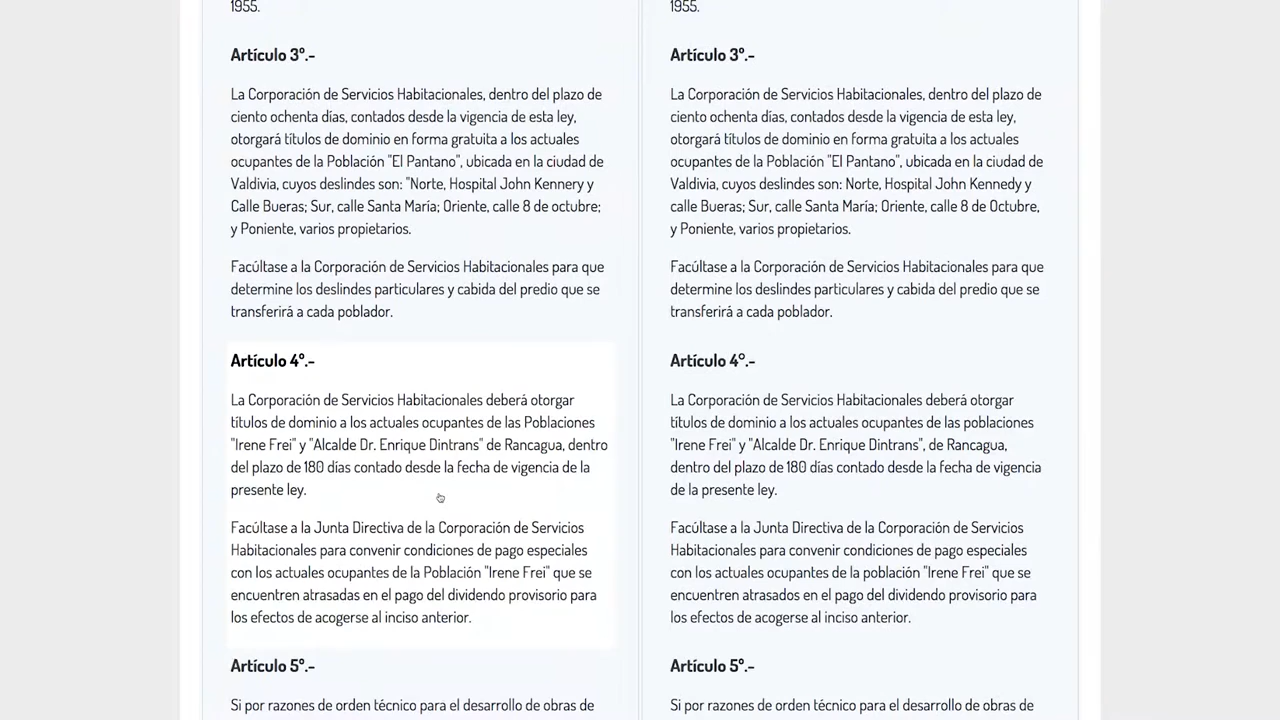 1955.
Artículo 3º.-
La Corporación de Servicios Habitacionales, dentro del plazo de
ciento ochenta días, contados desde la vigencia de esta ley,
otorgará títulos de dominio en forma gratuita a los actuales
ocupantes de la Población "El Pantano", ubicada en la ciudad de
Valdivia, cuyos deslindes son: "Norte, Hospital John Kennery y
Calle Bueras; Sur, calle Santa María; Oriente, calle 8 de octubre;
y Poniente, varios propietarios.
Facúltase a la Corporación de Servicios Habitacionales para que
determine los deslindes particulares y cabida del predio que se
transferirá a cada poblador.
Artículo 4º.-
La Corporación de Servicios Habitacionales deberá otorgar
títulos de dominio a los actuales ocupantes de las Poblaciones
"Irene Frei" y "Alcalde Dr. Enrique Dintrans" de Rancagua, dentro
del plazo de 180 días contado desde la fecha de vigencia de la
presente ley.
Facúltase a la Junta Directiva de la Corporación de Servicios
Habitacionales para convenir condiciones de pago especiales
con los actuales ocupantes de la Población "Irene Frei" que se
encuentren atrasadas en el pago del dividendo provisorio para
los efectos de acogerse al inciso anterior.
Artículo 5º.-
Si por razones de orden técnico para el desarrollo de obras de
1955.
Artículo 3º.-
La Corporación de Servicios Habitacionales, dentro del plazo de
ciento ochenta días, contados desde la vigencia de esta ley,
otorgará títulos de dominio en forma gratuita a los actuales
ocupantes de la Población "El Pantano", ubicada en la ciudad de
Valdivia, cuyos deslindes son: Norte, Hospital John Kennedy y
calle Bueras; Sur, calle Santa María; Oriente, calle 8 de Octubre,
y Poniente, varios propietarios.
Facúltase a la Corporación de Servicios Habitacionales para que
determine los deslindes particulares y cabida del predio que se
transferirá a cada poblador.
Artículo 4°.-
La Corporación de Servicios Habitacionales deberá otorgar
títulos de dominio a los actuales ocupantes de las poblaciones
"Irene Frei" y "Alcalde Dr. Enrique Dintrans", de Rancagua,
dentro del plazo de 180 días contado desde la fecha de vigencia
de la presente ley.
Facúltase a la Junta Directiva de la Corporación de Servicios
Habitacionales para convenir condiciones de pago especiales
con los actuales ocupantes de la población "Irene Frei" que se
encuentren atrasados en el pago del dividendo provisorio para
los efectos de acogerse al inciso anterior.
Artículo 5º.-
Si por razones de orden técnico para el desarrollo de obras de